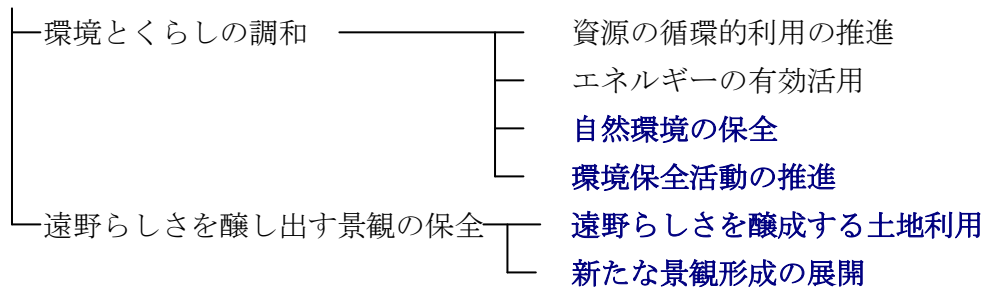 環境とくらしの調和 資源の循環的利用の推進
エネルギーの有効活用
自然環境の保全
環境保全活動の推進
遠野らしさを醸し出す景観の保全 遠野らしさを醸成する土地利用
新たな景観形成の展開